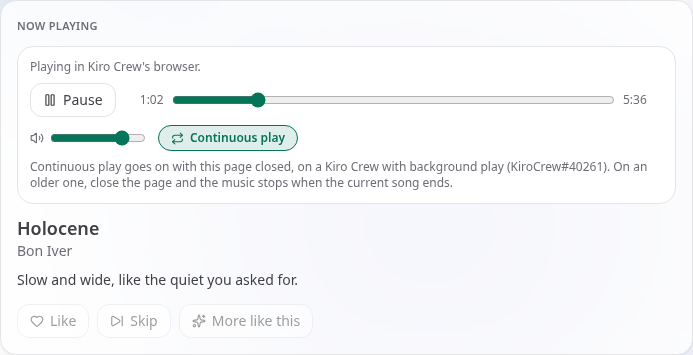 NOW PLAYING
Playing in Kiro Crew's browser.
Pause
1:02
5:36
Continuous play
Continuous play goes on with this page closed, on a Kiro Crew with background play (KiroCrew#40261). On an
older one, close the page and the music stops when the current song ends.
Holocene
Bon Iver
Slow and wide, like the quiet you asked for.
Like
Skip
More like this